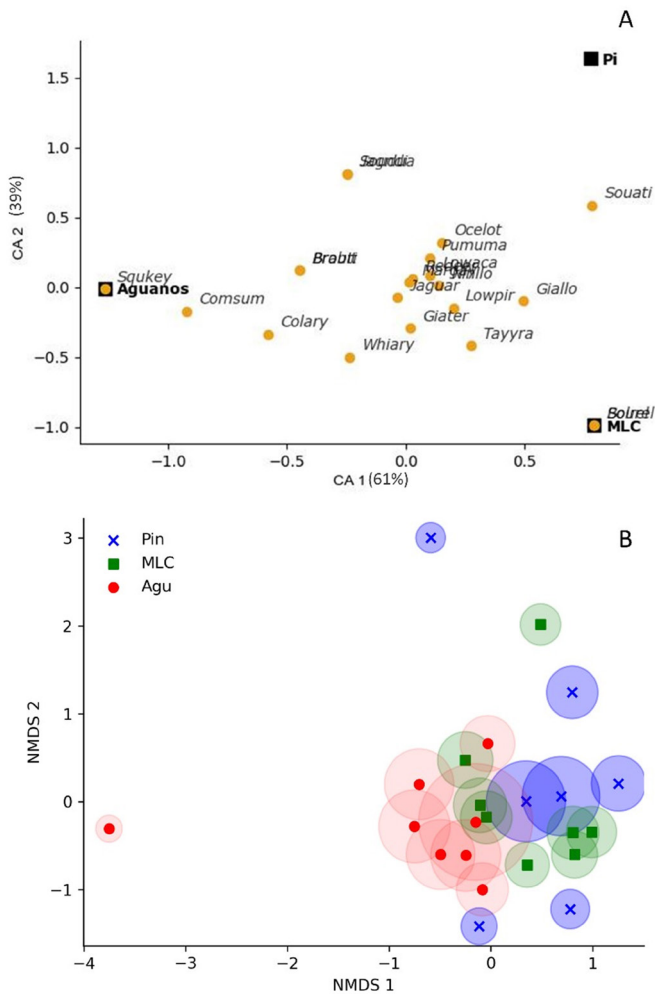 A
Pi
1.5
1.0
Souati
0.5
Ocelot
Pumuma
CA 2 (39%)
Lowaca
Squkey
Jaguar
Lowpir
Giallo
0.0
Aguanos
Comsum
Colary
Giater
Tayyra
Whiary
−0.5
−1.0
MLC
−1.0
−0.5
0.0
0.5
CA 1 (61%)
B
3
Pin
MLC
Agu
2
1
NMDS 2
0
−1
−4
−3
−2
−1
0
1
NMDS 1